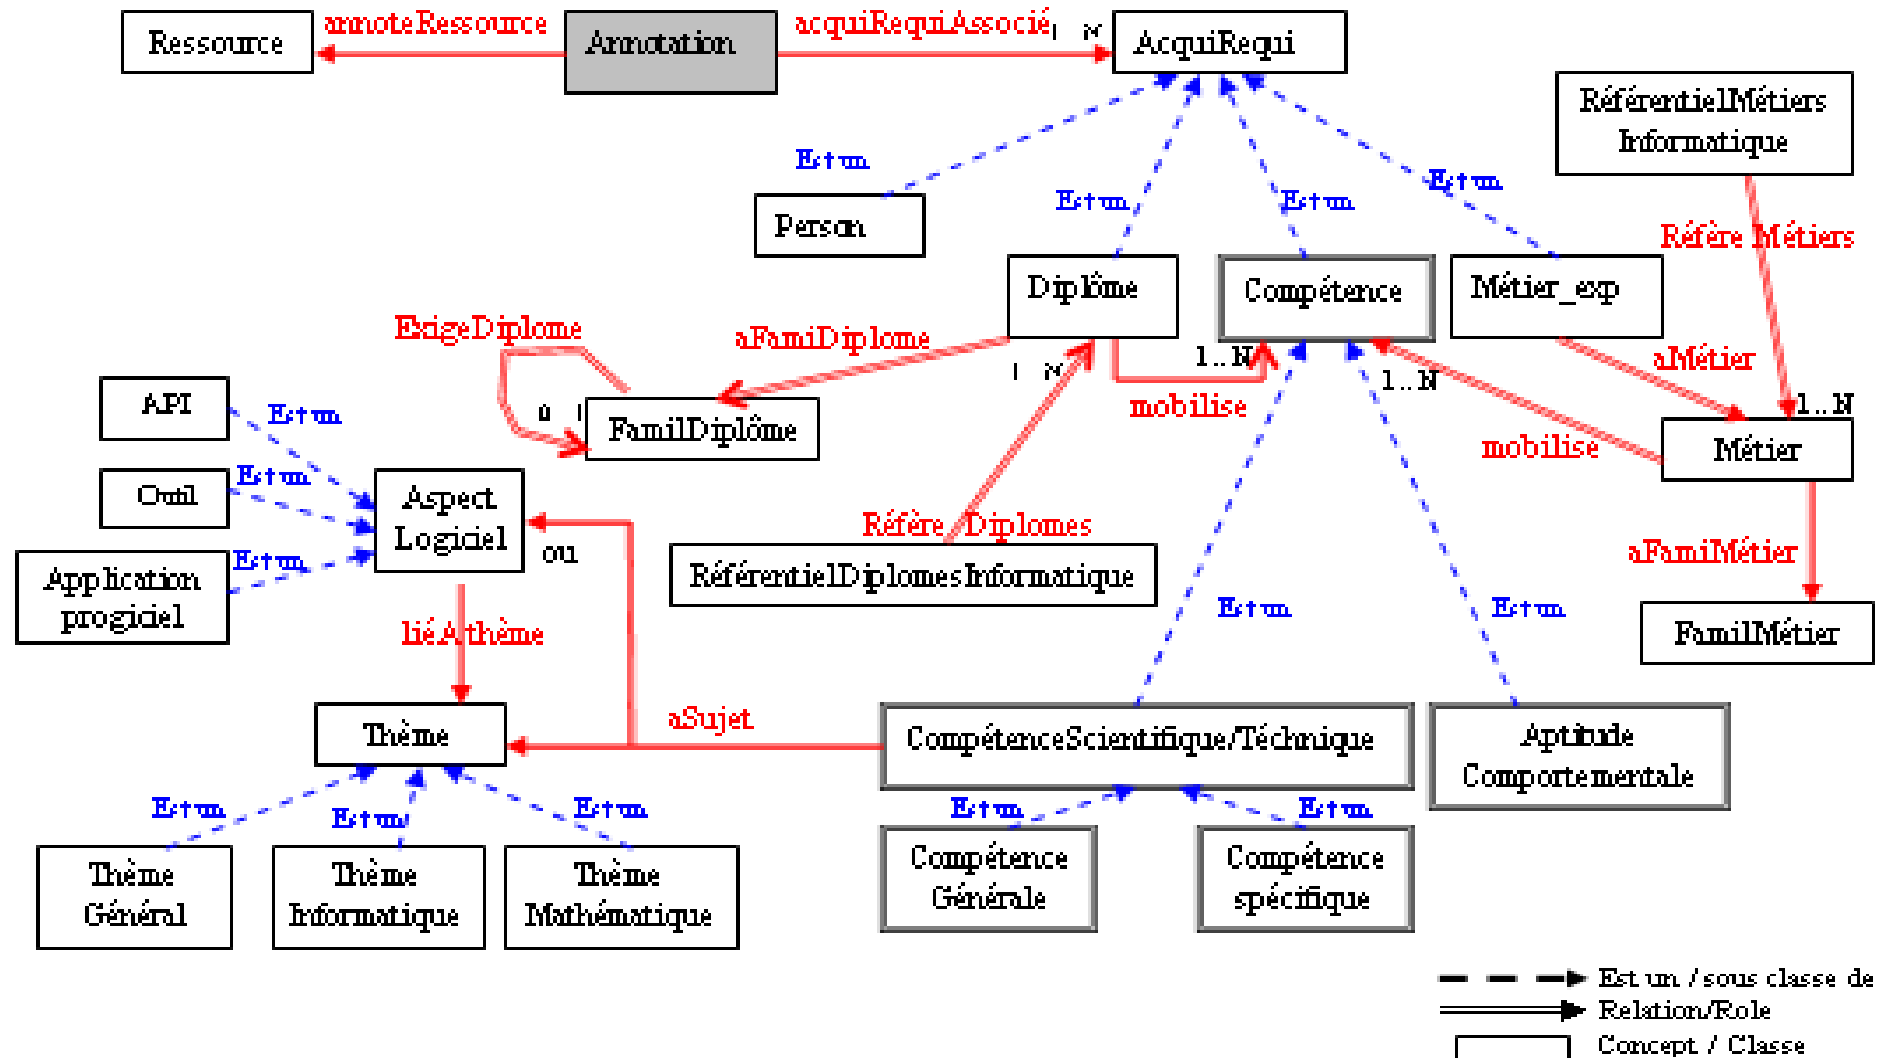 annoteRessource
acquiRequiAssocié
1 N
Ressource
Annotation
AcquiRequi
RéférentielMétiers
Informatique
Est un
Est un
Est un
Est un
Person
Réfère Métiers
Diplôme
Compétence
Métier_exp
ExigeDiplome
aFamiDiplome
1 N
1..N
1..N
aMétier
1..N
API
Est un
0 1
FamilDiplôme
mobilise
mobilise
Métier
Outil
Est un
Aspect
Logiciel
ou
Réfère_Diplomes
aFamiMétier
Application
progiciel
Est un
RéférentielDiplomesInformatique
Est un
Est un
liéAthème
FamilMétier
Thème
aSujet
CompétenceScientifique/Téchnique
Aptitude
Comportementale
Est un
Est un
Est un
Est un
Est un
Thème
Général
Thème
Informatique
Thème
Mathématique
Compétence
Générale
Compétence
spécifique
Est un / sous classe de
Relation/Role
Concept / Classe